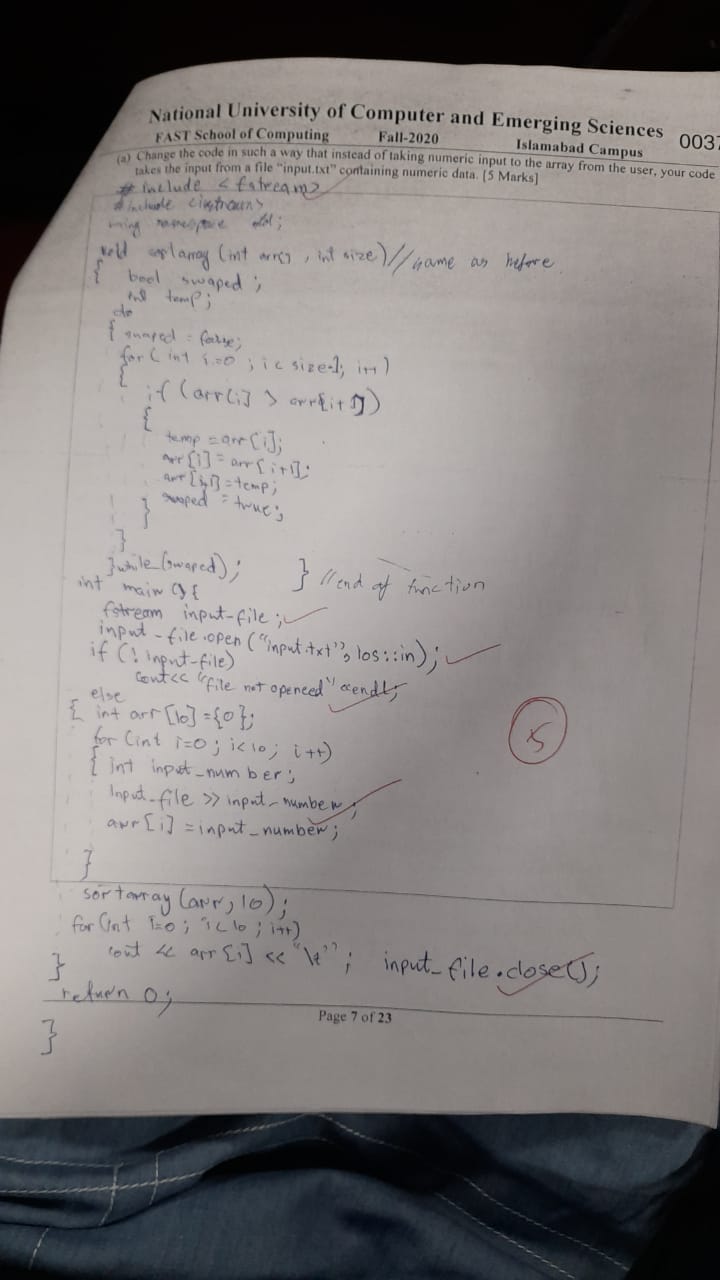 National University of Computer and Emerging Sciences
FAST School of Computing Fall-2020 Islamabad Campus
0037
(a) Change the code in such a way that instead of taking numeric input to the array from the user, your code
takes the input from a file "input.txt" containing numeric data. [5 Marks]
# include <fstream>
# include <iostream>
using namespace std;
void (int arr[], int size) // same as before
{ bool swaped;
int temp;
do
{ swaped = false;
for (int i=0; i< size-1; i++)
{
if (arr[i] > arr[i+1])
{
temp = arr[i];
arr[i] = arr[i+1];
arr[i+1] = temp;
swaped = true;
}
}
} while (swaped); } // end of function
int main () {
fstream input-file;
input-file.open ("input.txt", ios::in);
if (! input-file)
cout<< "file not openeed" <<endl;
else
{ int arr[10] = {0};
for (int i=0; i<10; i++)
{ int input_number;
input_file >> input_number;
arr[i] = input_number;
}
sortarray (arr, 10);
for (int i=0; i<10; i++)
cout << arr[i] << "\t"; input_file.close();
}
return 0;
}
5
Page 7 of 23